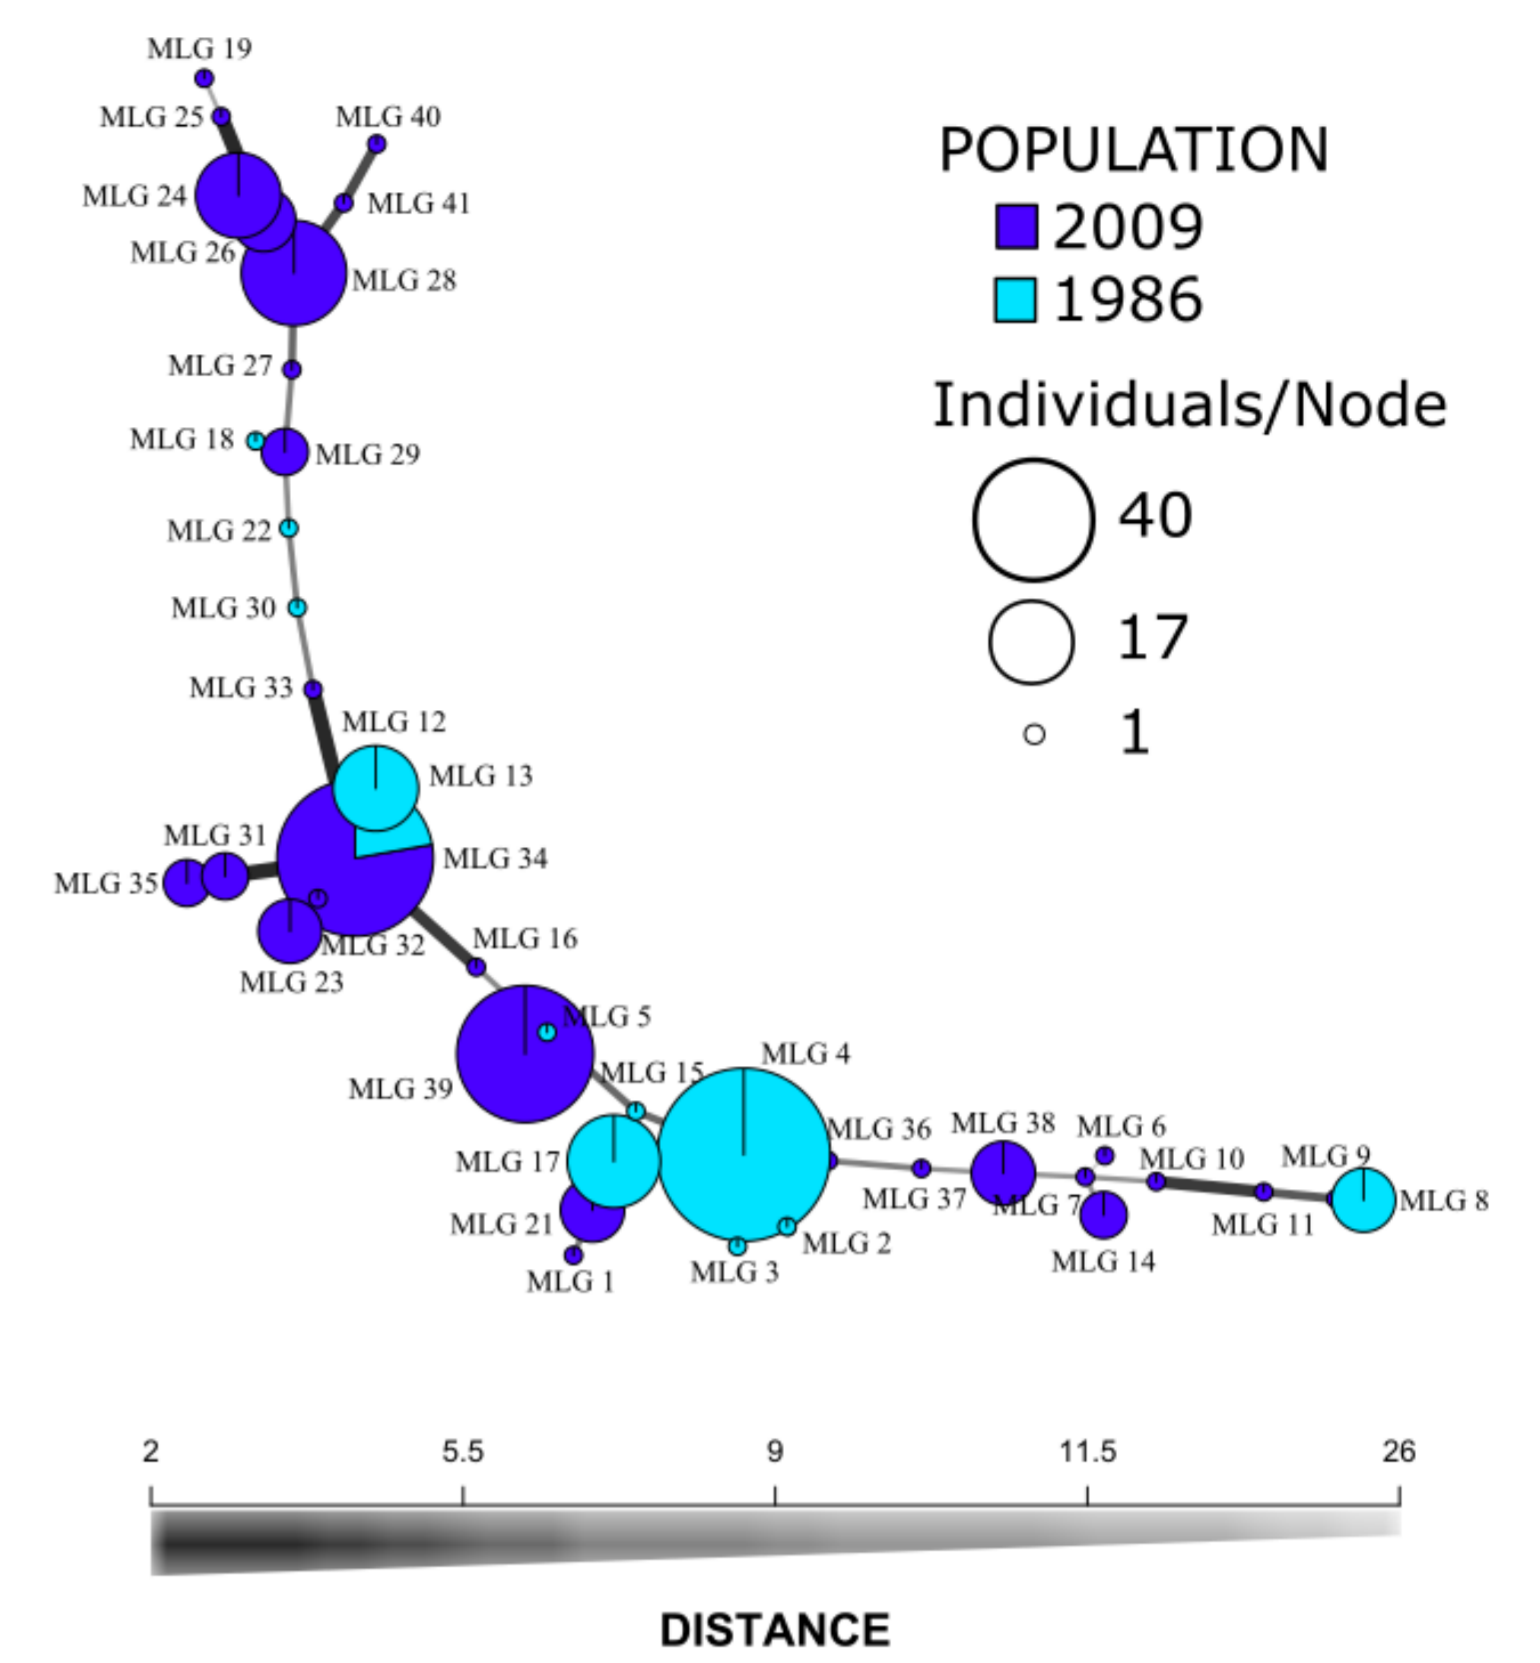 MLG 19
MLG 25
MLG 40
MLG 24
MLG 41
MLG 26
MLG 28
MLG 27
MLG 18
MLG 29
MLG 22
MLG 30
MLG 33
MLG 12
MLG 13
MLG 31
MLG 34
MLG 35
MLG 32
MLG 16
MLG 23
MLG 5
MLG 15
MLG 4
MLG 39
MLG 36
MLG 38
MLG 6
MLG 10
MLG 9
MLG 17
MLG 37
MLG 7
MLG 8
MLG 21
MLG 11
MLG 2
MLG 14
MLG 3
MLG 1
POPULATION
2009
1986
Individuals/Node
40
17
1
2 5.5 9 11.5 26
DISTANCE